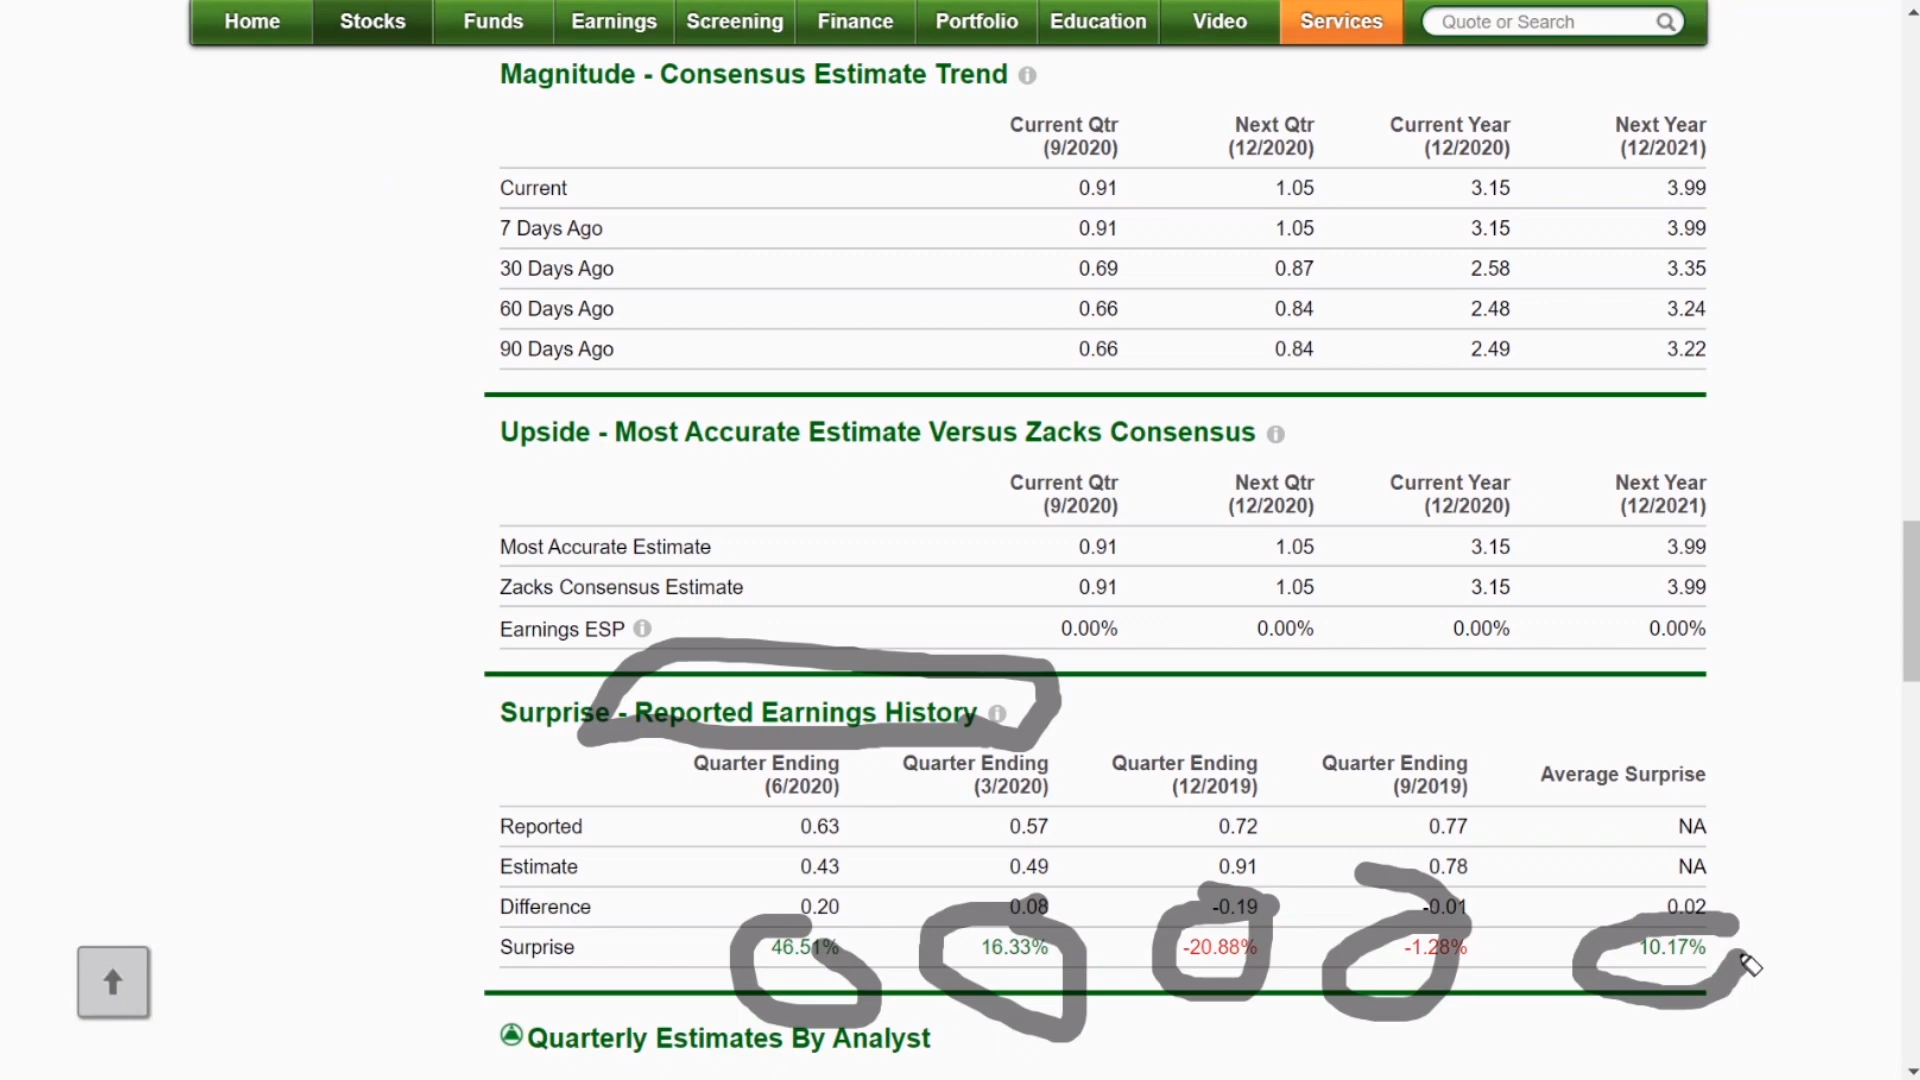 Home Stocks Funds Earnings Screening Finance Portfolio Education Video Services Quote or Search
Magnitude - Consensus Estimate Trend
Current Qtr Next Qtr Current Year Next Year
(9/2020) (12/2020) (12/2020) (12/2021)
Current 0.91 1.05 3.15 3.99
7 Days Ago 0.91 1.05 3.15 3.99
30 Days Ago 0.69 0.87 2.58 3.35
60 Days Ago 0.66 0.84 2.48 3.24
90 Days Ago 0.66 0.84 2.49 3.22
Upside - Most Accurate Estimate Versus Zacks Consensus
Current Qtr Next Qtr Current Year Next Year
(9/2020) (12/2020) (12/2020) (12/2021)
Most Accurate Estimate 0.91 1.05 3.15 3.99
Zacks Consensus Estimate 0.91 1.05 3.15 3.99
Earnings ESP 0.00% 0.00% 0.00% 0.00%
Surprise - Reported Earnings History
Quarter Ending Quarter Ending Quarter Ending Quarter Ending Average Surprise
(6/2020) (3/2020) (12/2019) (9/2019)
Reported 0.63 0.57 0.72 0.77 NA
Estimate 0.43 0.49 0.91 0.78 NA
Difference 0.20 0.08 -0.19 -0.01 0.02
Surprise 46.51% 16.33% -20.88% -1.28% 10.17%
Quarterly Estimates By Analyst